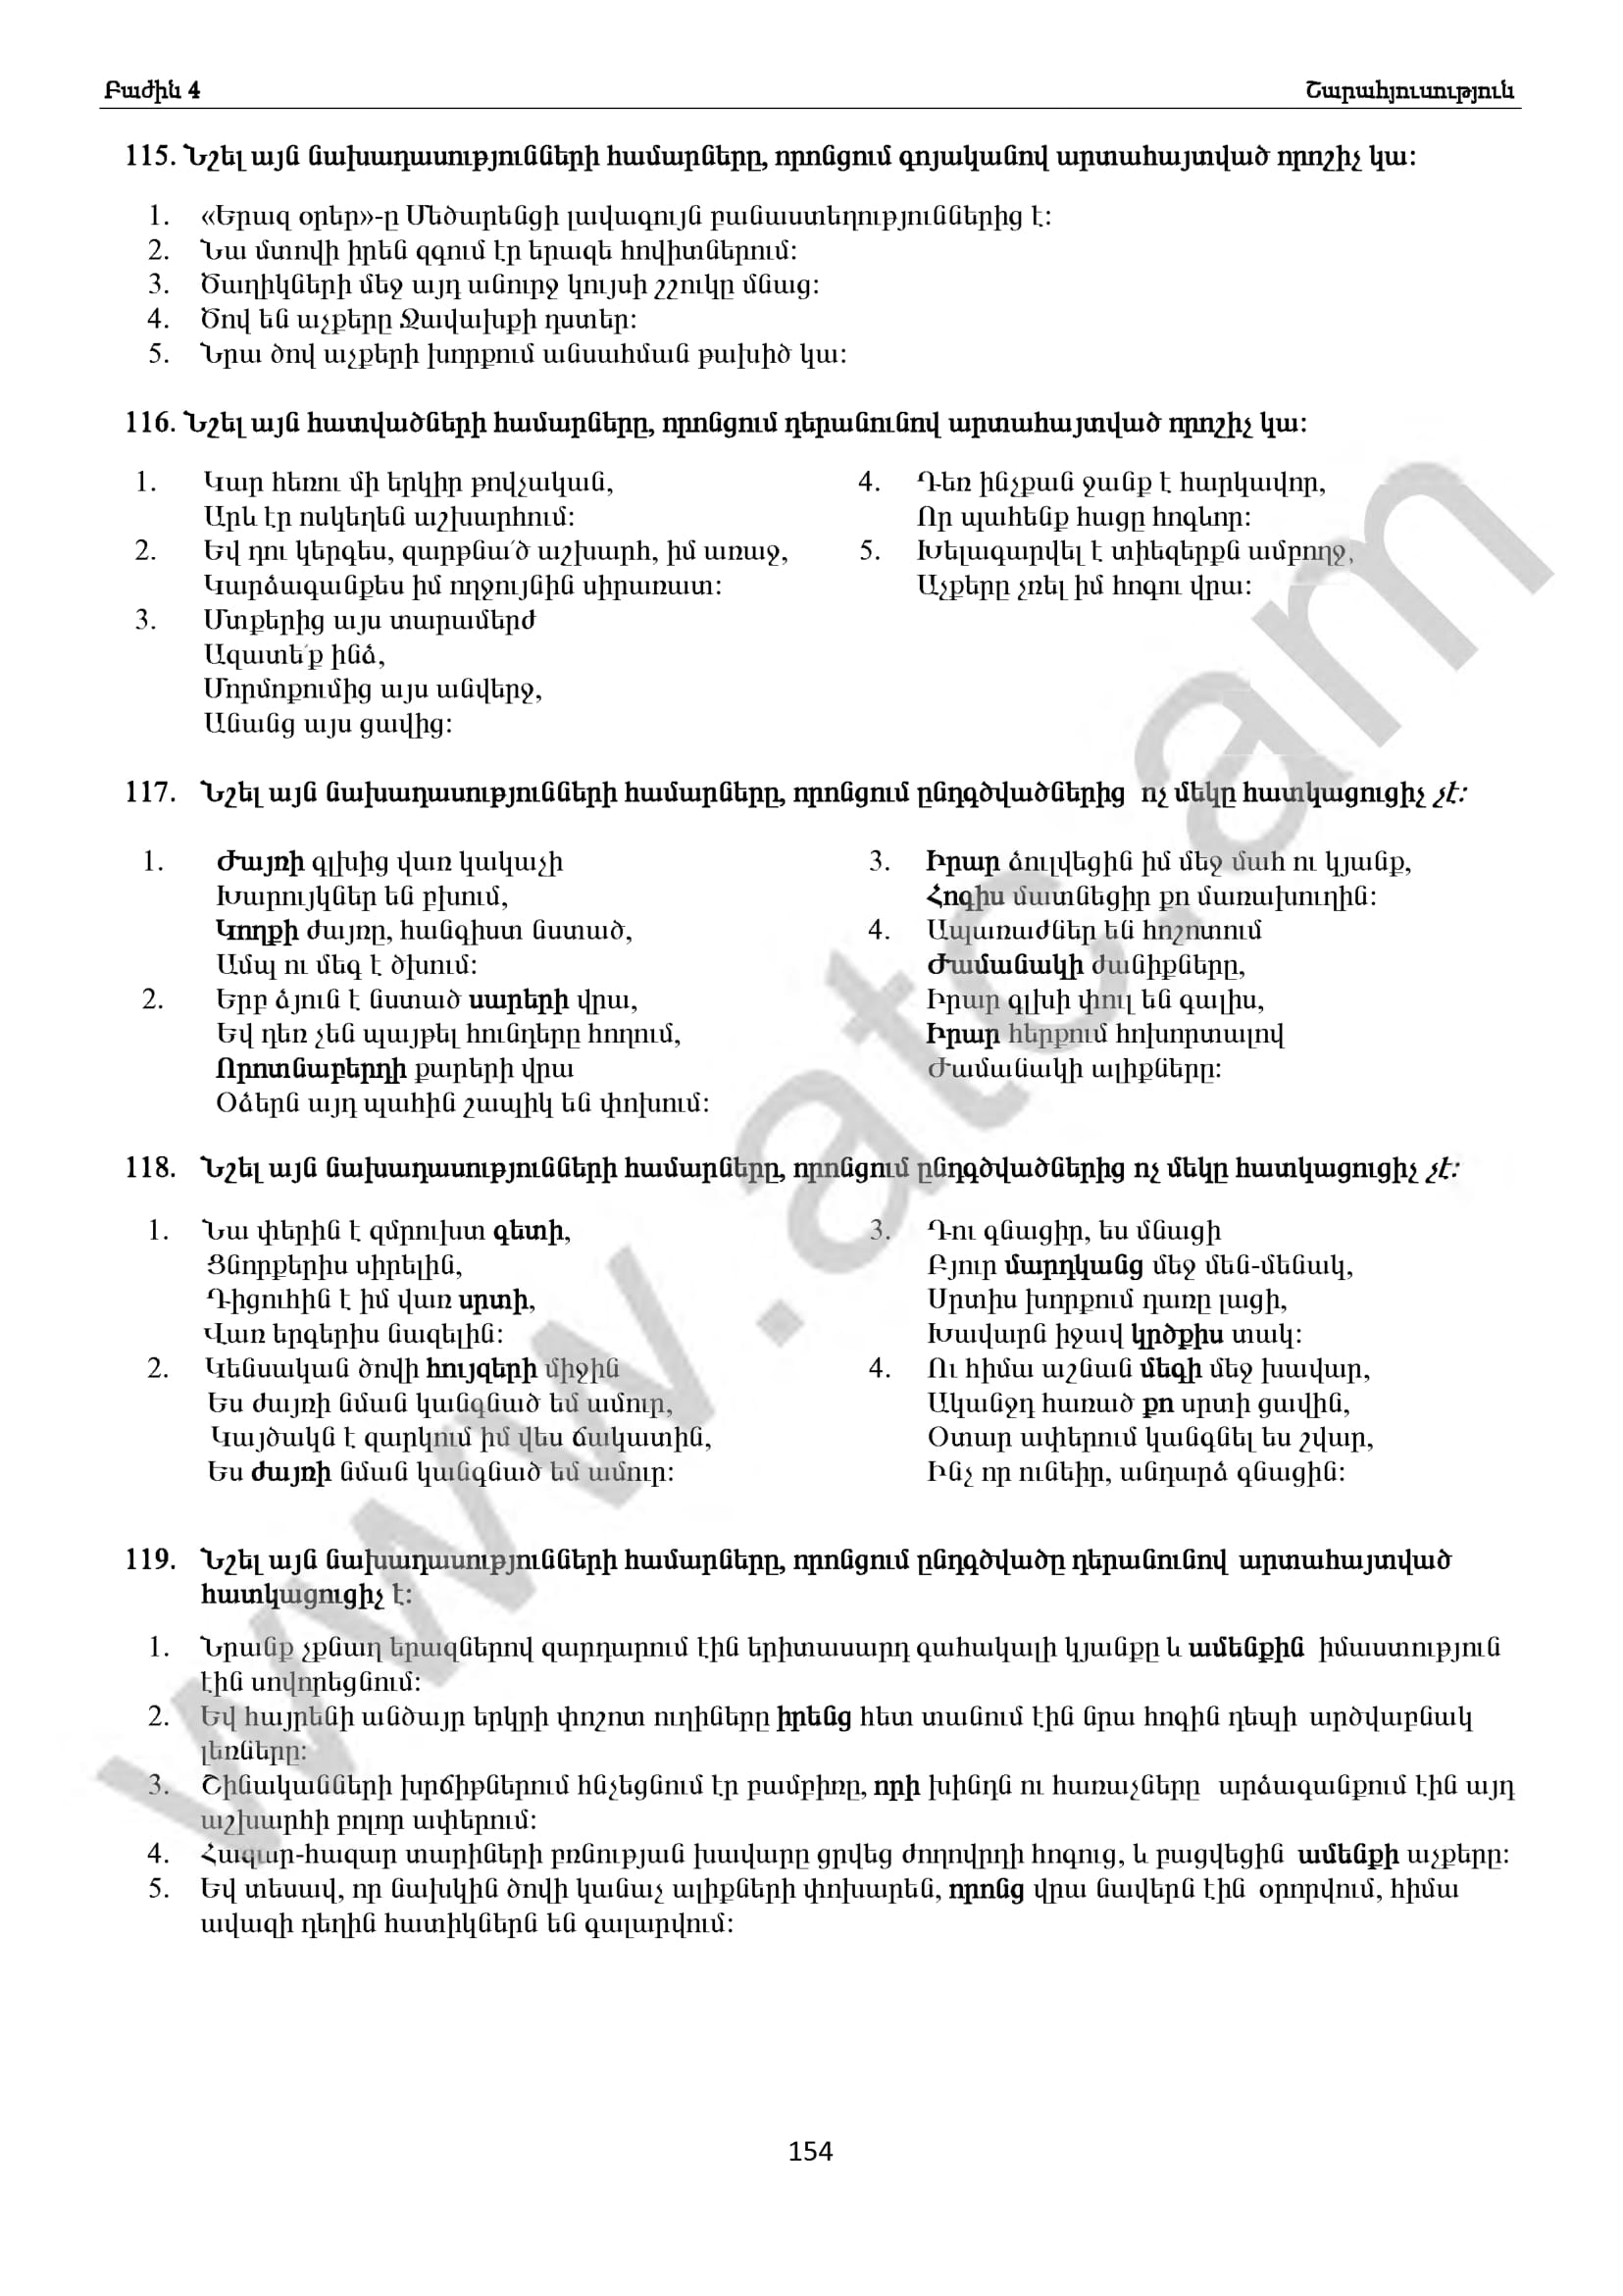 Բաժին 4
Շարահյուսություն
115. Նշել այն նախադասությունների համարները, որոնցում գոյականով արտահայտված որոշիչ կա:
1. «Երազ օրեր»-ը Մեծարենցի լավագույն բանաստեղություններից է:
2. Նա մտովի իրեն զգում էր երազե հովիտներում:
3. Ծաղիկների մեջ այդ անուրջ կույսի շշուկը մնաց:
4. Ծով են աչքերը Ջավախքի դստեր:
5. Նրա ծով աչքերի խորքում անսահման թախիծ կա:
116. Նշել այն հատվածների համարները, որոնցում դերանունով արտահայտված որոշիչ կա:
1. Կար հեռու մի երկիր թովչական,
Արև էր ոսկեղեն աշխարհում:
2. Եվ դու կերգես, զարթնա՛ծ աշխարհ, իմ առաջ,
Կարձագանքես իմ ողջույնին սիրառատ:
3. Մտքերից այս տարամերժ
Ազատե՛ք ինձ,
Մորմոքումից այս անվերջ,
Անանց այս ցավից:
4. Դեռ ինչքան ջանք է հարկավոր,
Որ պահենք հացը հոգևոր:
5. Խելագարվել է տիեզերքն ամբողջ,
Աչքերը չռել իմ հոգու վրա:
117. Նշել այն նախադասությունների համարները, որոնցում ընդգծվածներից ոչ մեկը հատկացուցիչ չէ:
1. Ժայռի գլխից վառ կակաչի
Խարույկներ են բխում,
Կողքի ժայռը, հանգիստ նստած,
Ամպ ու մեգ է ծխում:
2. Երբ ձյուն է նստած սարերի վրա,
Եվ դեռ չեն պայթել հունդերը հողում,
Որոտնաբերդի քարերի վրա
Օձերն այդ պահին շապիկ են փոխում:
3. Իրար ձուլվեցին իմ մեջ մահ ու կյանք,
Հոգիս մատնեցիր քո մառախուղին:
4. Ապառաժներ են հոշոտում
Ժամանակի ժանիքները,
Իրար գլխի փուլ են գալիս,
Իրար հերքում հոխորտալով
Ժամանակի ալիքները:
118. Նշել այն նախադասությունների համարները, որոնցում ընդգծվածներից ոչ մեկը հատկացուցիչ չէ:
1. Նա փերին է զմրուխտ գետի,
Ցնորքերիս սիրելին,
Դիցուհին է իմ վառ սրտի,
Վառ երգերիս նազելին:
2. Կենսական ծովի հույզերի միջին
Ես ժայռի նման կանգնած եմ ամուր,
Կայծակն է զարկում իմ վես ճակատին,
Ես ժայռի նման կանգնած եմ ամուր:
3. Դու գնացիր, ես մնացի
Բյուր մարդկանց մեջ մեն-մենակ,
Սրտիս խորքում դառը լացի,
Խավարն իջավ կրծքիս տակ:
4. Ու հիմա աշնան մեգի մեջ խավար,
Ականջդ հառած քո սրտի ցավին,
Օտար ափերում կանգնել ես շվար,
Ինչ որ ունեիր, անդարձ գնացին:
119. Նշել այն նախադասությունների համարները, որոնցում ընդգծվածը դերանունով արտահայտված
հատկացուցիչ է:
1. Նրանք չքնաղ երազներով զարդարում էին երիտասարդ գահակալի կյանքը և ամենքին իմաստություն
էին սովորեցնում:
2. Եվ հայրենի անծայր երկրի փոշոտ ուղիները իրենց հետ տանում էին նրա հոգին դեպի արծվաբնակ
լեռները:
3. Շինականների խրճիթներում հնչեցնում էր բամբիռը, որի խինդն ու հառաչները արձագանքում էին այդ
աշխարհի բոլոր ափերում:
4. Հազար-հազար տարիների բռնության խավարը ցրվեց ժողովրդի հոգուց, և բացվեցին ամենքի աչքերը:
5. Եվ տեսավ, որ նախկին ծովի կանաչ ալիքների փոխարեն, որոնց վրա նավերն էին օրորվում, հիմա
ավազի դեղին հատիկներն են գալարվում:
154
www.atc.am